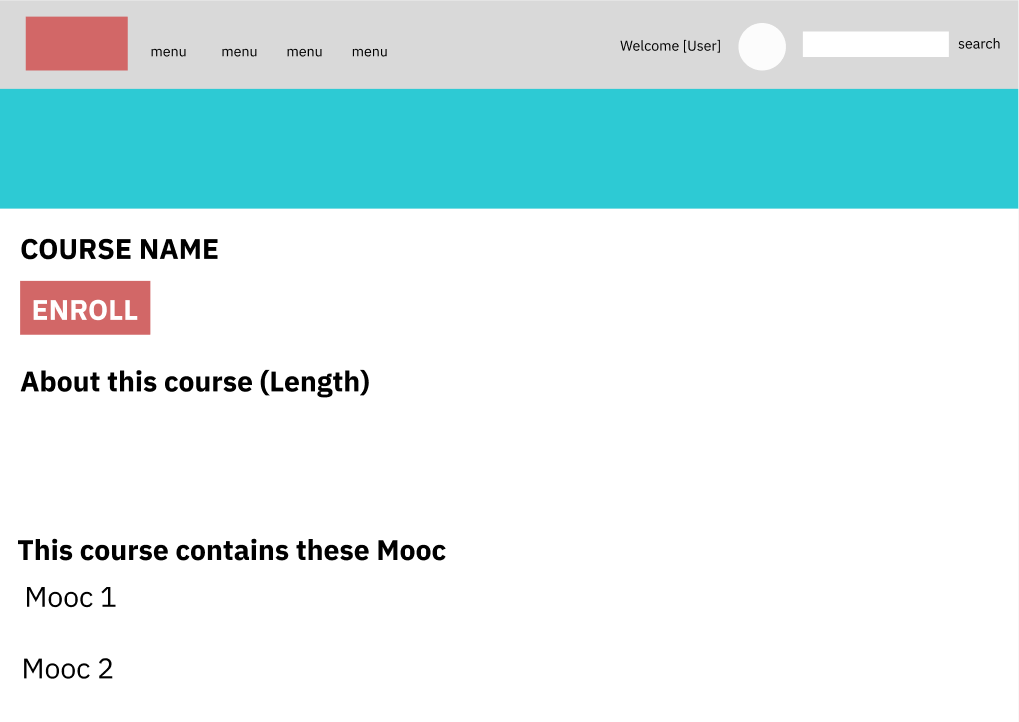 menu menu menu menu Welcome [User] search
COURSE NAME
ENROLL
About this course (Length)
This course contains these Mooc
Mooc 1
Mooc 2